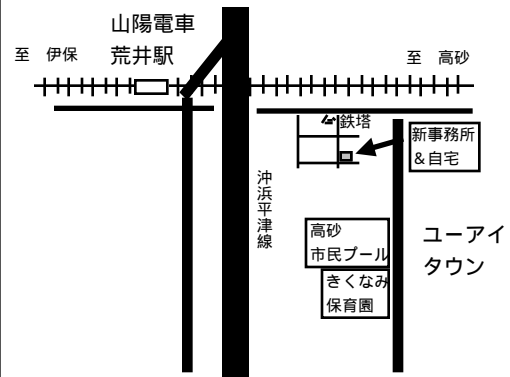 山陽電車
荒井駅
至 伊保
至 高砂
鉄塔
新事務所
&自宅
沖浜平津線
高砂
市民プール
きくなみ
保育園
ユーアイ
タウン